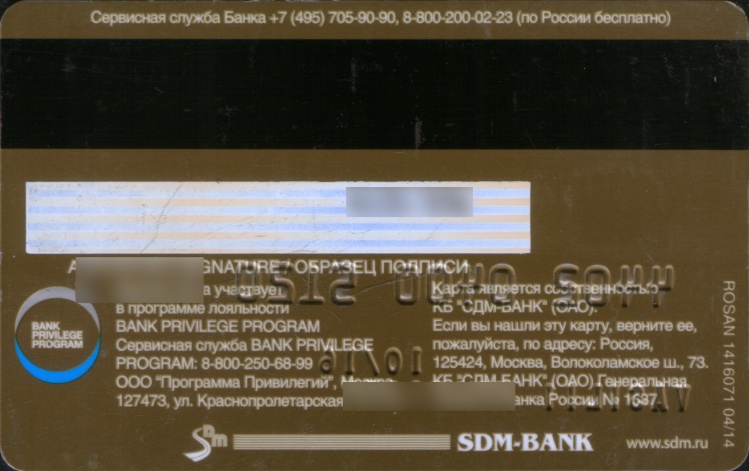 Сервисная служба Банка +7 (495) 705-90-90, 8-800-200-02-23 (по России бесплатно)
SIGNATURE / ОБРАЗЕЦ ПОДПИСИ
участвует
в программе лояльности
BANK PRIVILEGE PROGRAM
Сервисная служба BANK PRIVILEGE
PROGRAM: 8-800-250-68-99
ООО "Программа Привилегий", Москва
127473, ул. Краснопролетарская
BANK
PRIVILEGE
PROGRAM
Карта является собственностью
КБ "СДМ-БАНК" (ОАО).
Если вы нашли эту карту, верните ее,
пожалуйста, по адресу: Россия,
125424, Москва, Волоколамское ш., 73.
КБ "СДМ-БАНК" (ОАО) Генеральная
Банка России № 1637.
ROSAN 1416071 04/14
SDm
SDM-BANK
www.sdm.ru